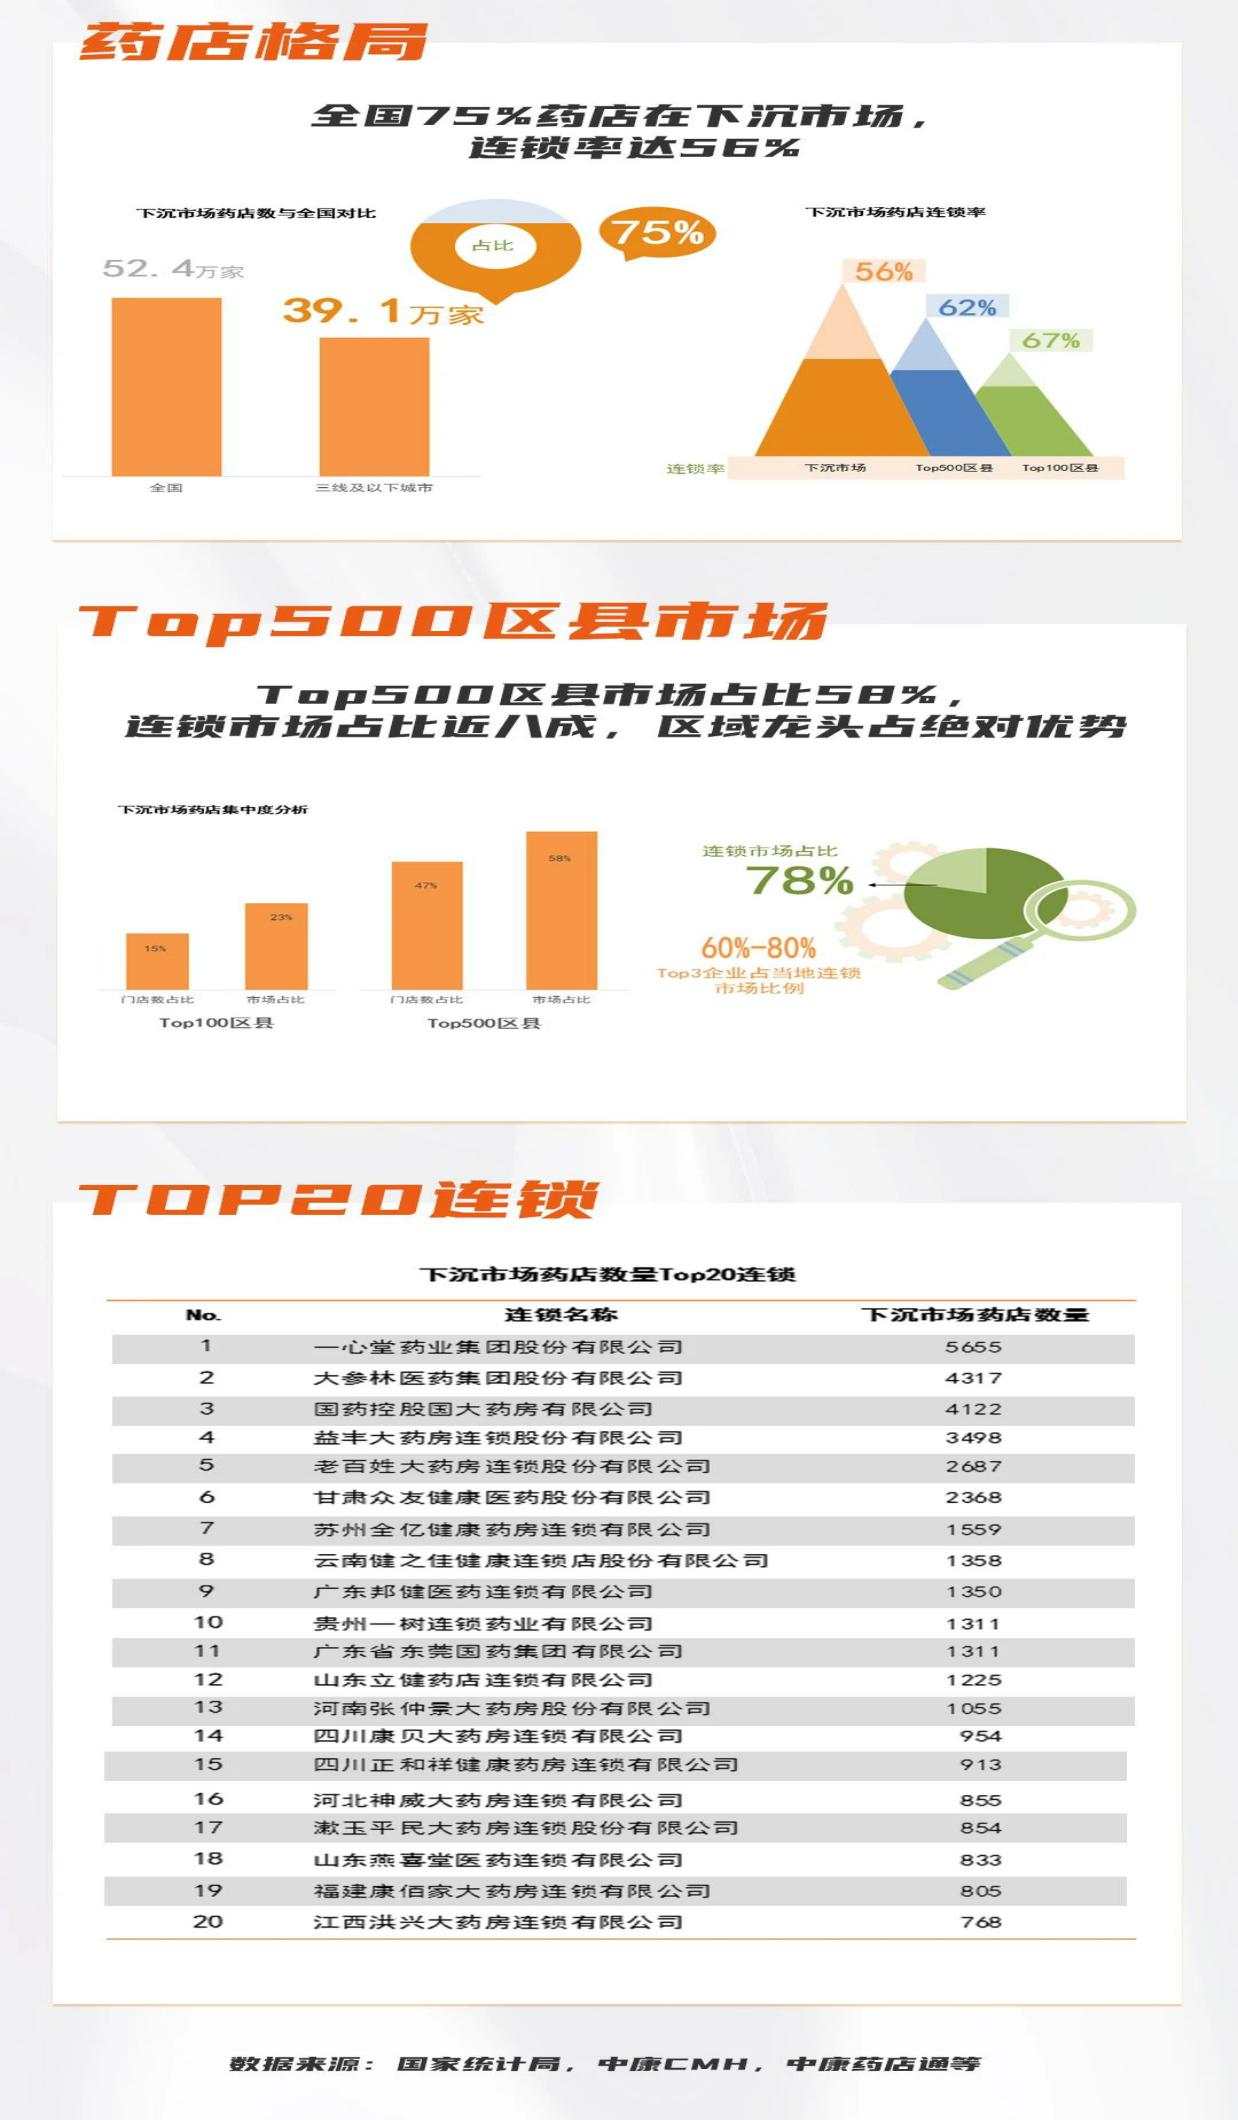 药店格局
全国75%药店在下沉市场，
连锁率达56%
下沉市场药店数与全国对比
占比
75%
52.4万家
39.1万家
全国
三线及以下城市
下沉市场药店连锁率
56%
62%
67%
连锁率
下沉市场
Top500区县
Top100区县
Top500区县市场
Top500区县市场占比58%，
连锁市场占比近八成，区域龙头占绝对优势
下沉市场药店集中度分析
15%
23%
47%
58%
门店数占比
市场占比
门店数占比
市场占比
Top100区县
Top500区县
连锁市场占比
78%
60%-80%
Top3企业占当地连锁
市场比例
TOP20连锁
下沉市场药店数量Top20连锁
No. 连锁名称 下沉市场药店数量
1 一心堂药业集团股份有限公司 5655
2 大参林医药集团股份有限公司 4317
3 国药控股国大药房有限公司 4122
4 益丰大药房连锁股份有限公司 3498
5 老百姓大药房连锁股份有限公司 2687
6 甘肃众友健康医药股份有限公司 2368
7 苏州全亿健康药房连锁有限公司 1559
8 云南健之佳健康连锁店股份有限公司 1358
9 广东邦健医药连锁有限公司 1350
10 贵州一树连锁药业有限公司 1311
11 广东省东莞国药集团有限公司 1311
12 山东立健药店连锁有限公司 1225
13 河南张仲景大药房股份有限公司 1055
14 四川康贝大药房连锁有限公司 954
15 四川正和祥健康药房连锁有限公司 913
16 河北神威大药房连锁有限公司 855
17 漱玉平民大药房连锁股份有限公司 854
18 山东燕喜堂医药连锁有限公司 833
19 福建康佰家大药房连锁有限公司 805
20 江西洪兴大药房连锁有限公司 768
数据来源：国家统计局，中康CMH，中康药店通等